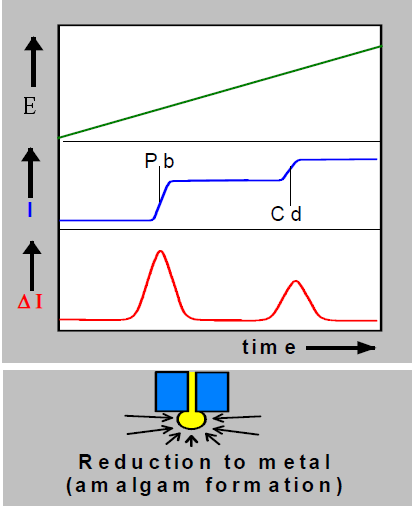 E
Pb
I
Cd
ΔI
time
Reduction to metal
(amalgam formation)